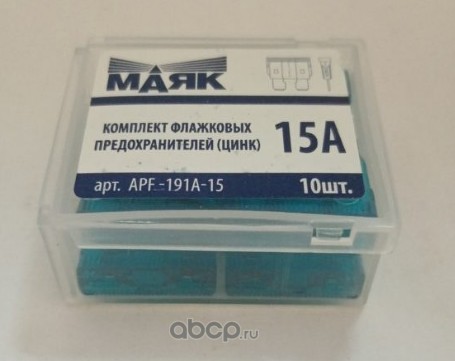 МАЯК
КОМПЛЕКТ ФЛАЖКОВЫХ
ПРЕДОХРАНИТЕЛЕЙ (ЦИНК)
15А
арт. APF -191A-15
10шт.
abcp.ru